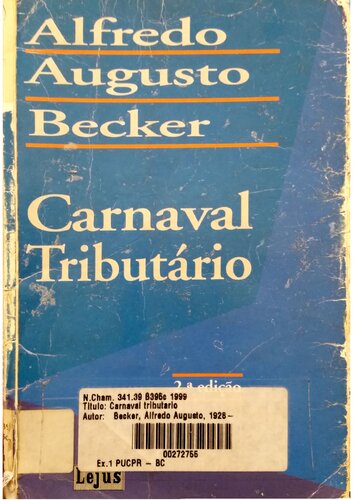 Alfredo
Augusto
Becker
Carnaval
Tributário
2.ª edição
N.Cham. 341.39 B395c 1999
Título: Carnaval tributario
Autor: Becker, Alfredo Augusto, 1928-
00272766
Ex.1 PUCPR - BC
Lejus